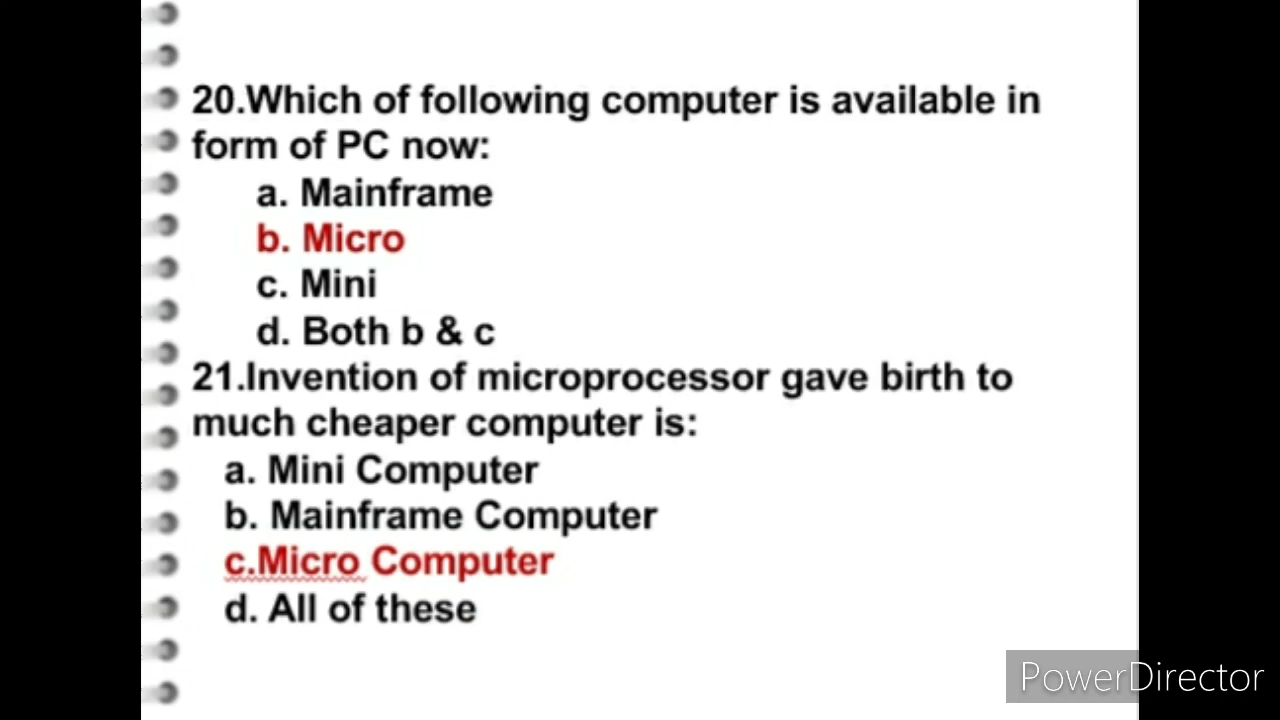 20.Which of following computer is available in
form of PC now:
a. Mainframe
b. Micro
c. Mini
d. Both b & c
21.Invention of microprocessor gave birth to
much cheaper computer is:
a. Mini Computer
b. Mainframe Computer
c.Micro Computer
d. All of these
PowerDirector